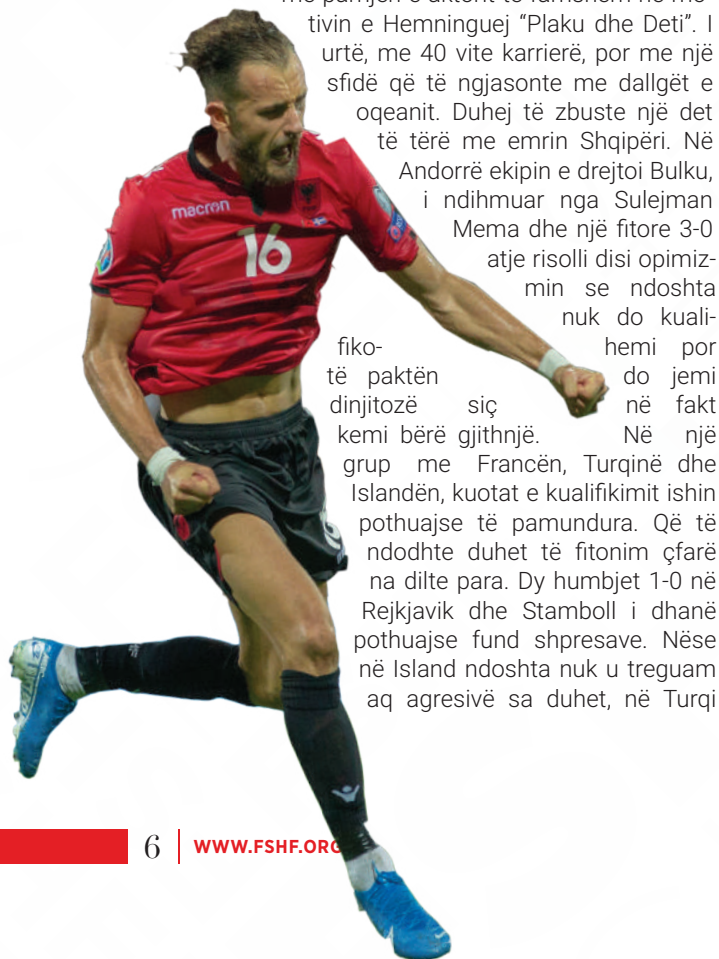 tivin e Hemninguej “Plaku dhe Deti”. I
urtë, me 40 vite karrierë, por me një
sfidë që të ngjasonte me dallgët e
oqeanit. Duhej të zbuste një det
të tërë me emrin Shqipëri. Në
Andorrë ekipin e drejtoi Bulku,
i ndihmuar nga Sulejman
Mema dhe një fitore 3-0
atje risolli disi opimiz-
min se ndoshta
nuk do kuali-
fiko- hemi por
të paktën do jemi
dinjitozë siç në fakt
kemi bërë gjithnjë. Në një
grup me Francën, Turqinë dhe
Islandën, kuotat e kualifikimit ishin
pothuajse të pamundura. Që të
ndodhte duhet të fitonim çfarë
na dilte para. Dy humbjet 1-0 në
Rejkjavik dhe Stamboll i dhanë
pothuajse fund shpresave. Nëse
në Island ndoshta nuk u treguam
aq agresivë sa duhet, në Turqi
macron
16
6 WWW.FSHF.ORG